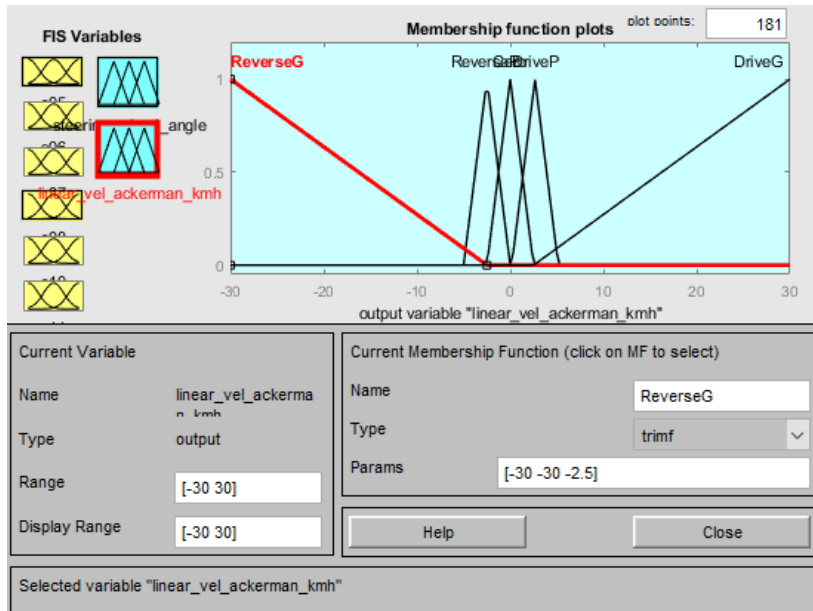 FIS Variables
Membership function plots
plot points:
181
ReverseG
DriveP
DriveG
1
0.5
0
-30
-20
-10
0
10
20
30
output variable "linear_vel_ackerman_kmh"
angle
linear_vel_ackerman_kmh
Current Variable
Name
linear_vel_ackerma
Type
output
Range
[-30 30]
Display Range
[-30 30]
Current Membership Function (click on MF to select)
Name
ReverseG
Type
trimf
Params
[-30 -30 -2.5]
Help
Close
Selected variable "linear_vel_ackerman_kmh"